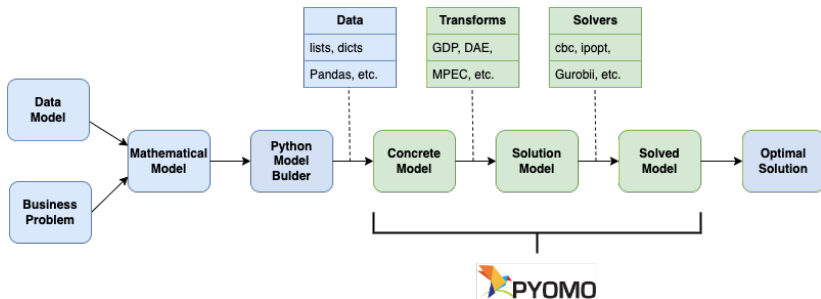 Data
lists, dicts
Pandas, etc.
Transforms
GDP, DAE,
MPEC, etc.
Solvers
cbc, ipopt,
Gurobii, etc.
Data
Model
Business
Problem
Mathematical
Model
Python
Model
Bulder
Concrete
Model
Solution
Model
Solved
Model
Optimal
Solution
PYOMO